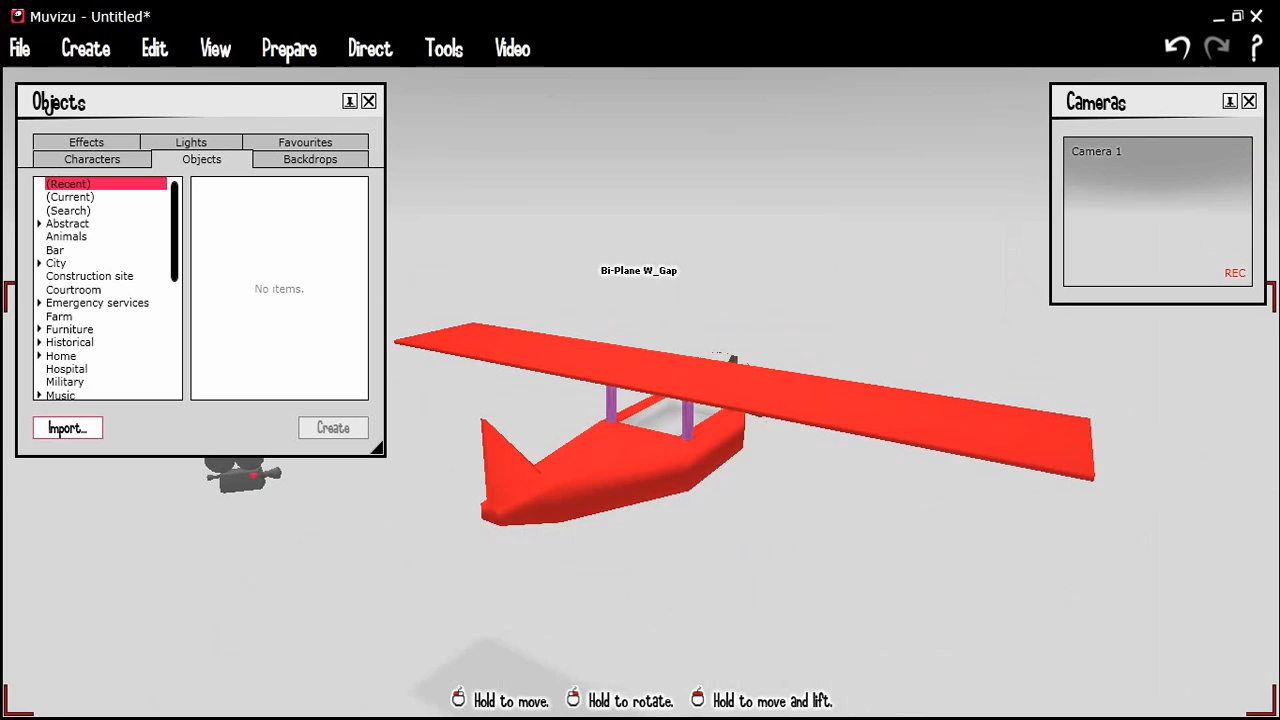 Muvizu - Untitled*
File Create Edit View Prepare Direct Tools Video ?
Objects
Effects Lights Favourites
Characters Objects Backdrops
(Recent)
(Current)
(Search)
Abstract
Animals
Bar
City
Construction site
Courtroom
Emergency services
Farm
Furniture
Historical
Home
Hospital
Military
Music
No items.
Import...
Create
Cameras
Camera 1
REC
Bi-Plane W_Gap
Hold to move. Hold to rotate. Hold to move and lift.